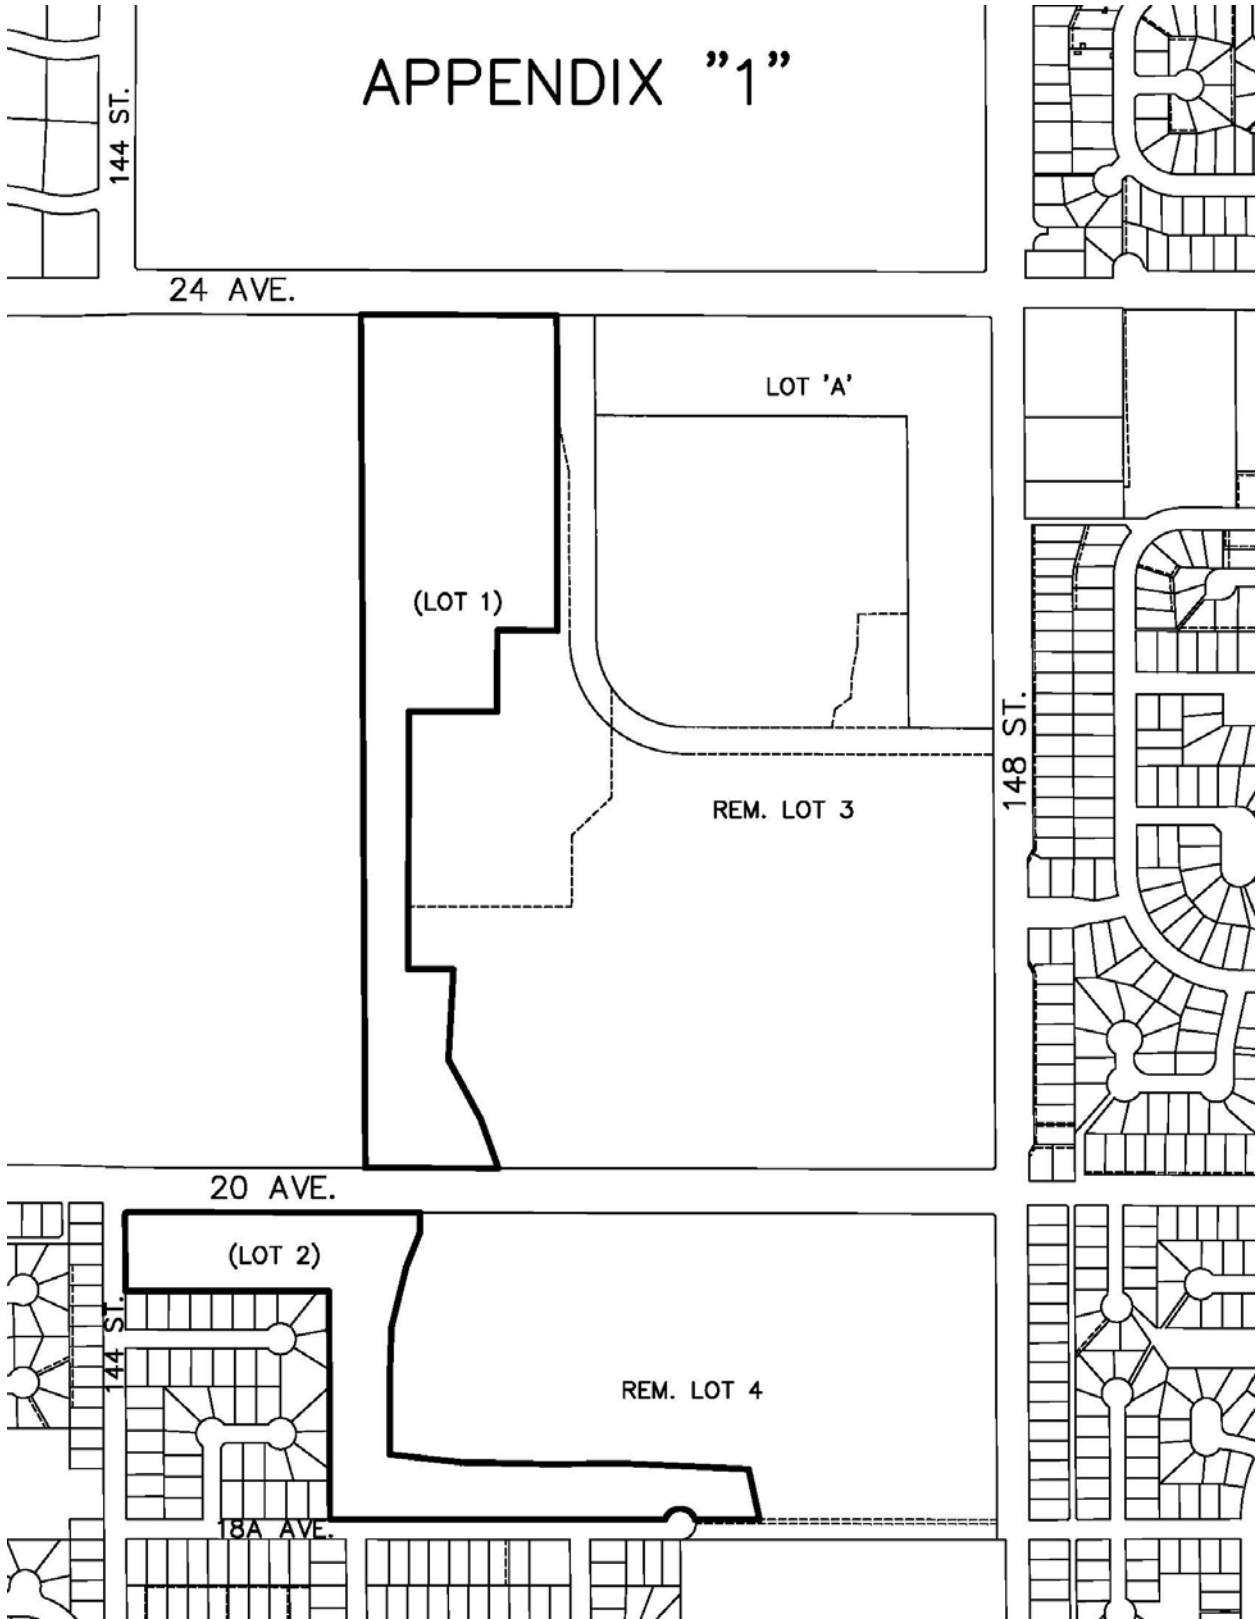 APPENDIX "1"
144 ST.
24 AVE.
LOT 'A'
(LOT 1)
148 ST.
REM. LOT 3
20 AVE.
(LOT 2)
144 ST.
REM. LOT 4
18A AVE.